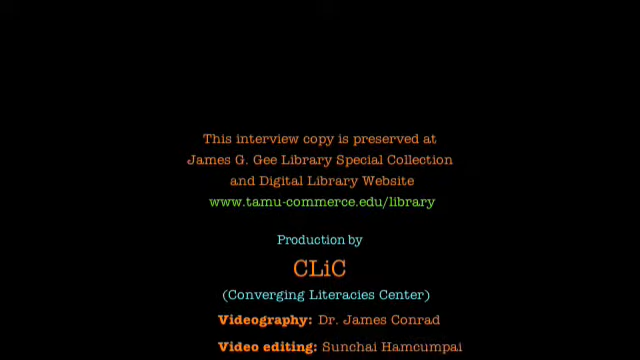 This interview copy is preserved at
James G. Gee Library Special Collection
and Digital Library Website
www.tamu-commerce.edu/library
Production by
CLiC
(Converging Literacies Center)
Videography: Dr. James Conrad
Video editing: Sunchai Hamcumpai